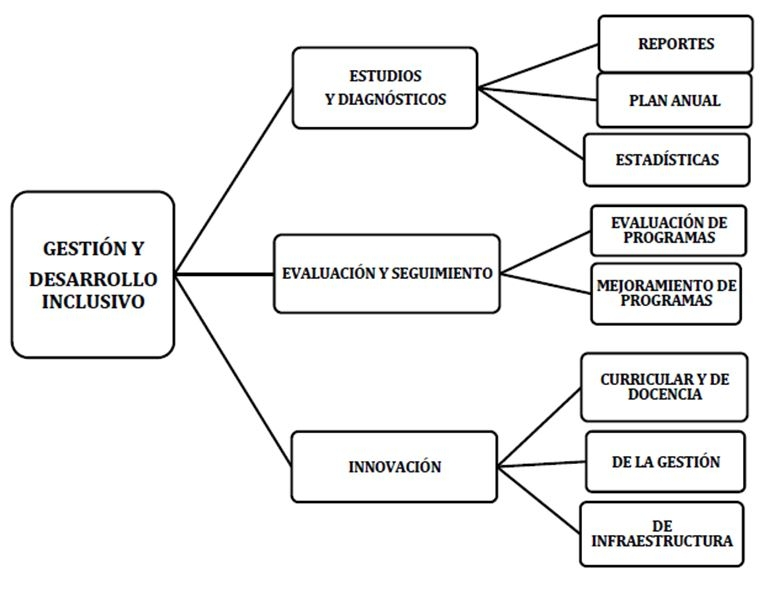 GESTIÓN Y
DESARROLLO
INCLUSIVO
ESTUDIOS
Y DIAGNÓSTICOS
REPORTES
PLAN ANUAL
ESTADÍSTICAS
EVALUACIÓN Y SEGUIMIENTO
EVALUACIÓN DE
PROGRAMAS
MEJORAMIENTO DE
PROGRAMAS
INNOVACIÓN
CURRICULAR Y DE
DOCENCIA
DE LA GESTIÓN
DE
INFRAESTRUCTURA